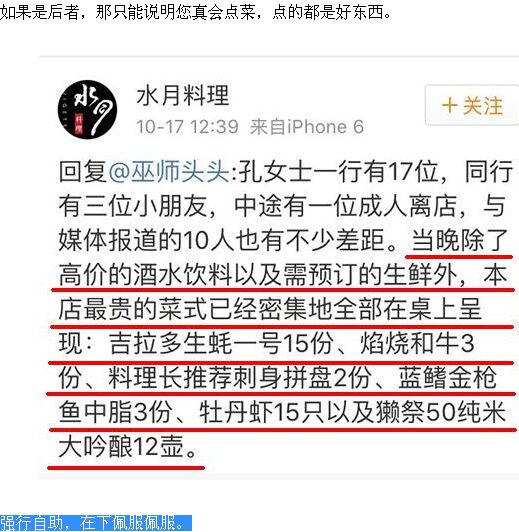 如果是后者，那只能说明您真会点菜，点的都是好东西。
水月
料理
水月料理
+关注
10-17 12:39 来自iPhone 6
回复@巫师头头:孔女士一行有17位，同行
有三位小朋友，中途有一位成人离店，与
媒体报道的10人也有不少差距。当晚除了
高价的酒水饮料以及需预订的生鲜外，本
店最贵的菜式已经密集地全部在桌上呈
现：吉拉多生蚝一号15份、焰烧和牛3
份、料理长推荐刺身拼盘2份、蓝鳍金枪
鱼中脂3份、牡丹虾15只以及獭祭50纯米
大吟酿12壶。
强行自助，在下佩服佩服。